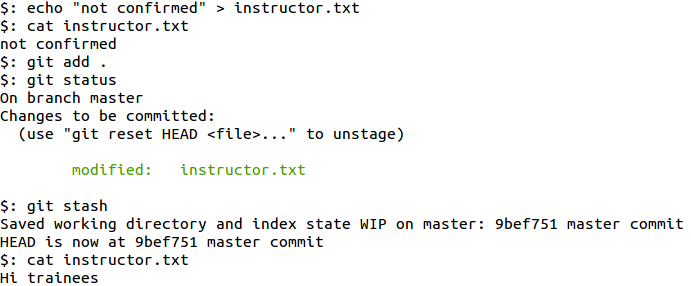 $: echo "not confirmed" > instructor.txt
$: cat instructor.txt
not confirmed
$: git add .
$: git status
On branch master
Changes to be committed:
  (use "git reset HEAD <file>..." to unstage)

        modified:   instructor.txt

$: git stash
Saved working directory and index state WIP on master: 9bef751 master commit
HEAD is now at 9bef751 master commit
$: cat instructor.txt
Hi trainees